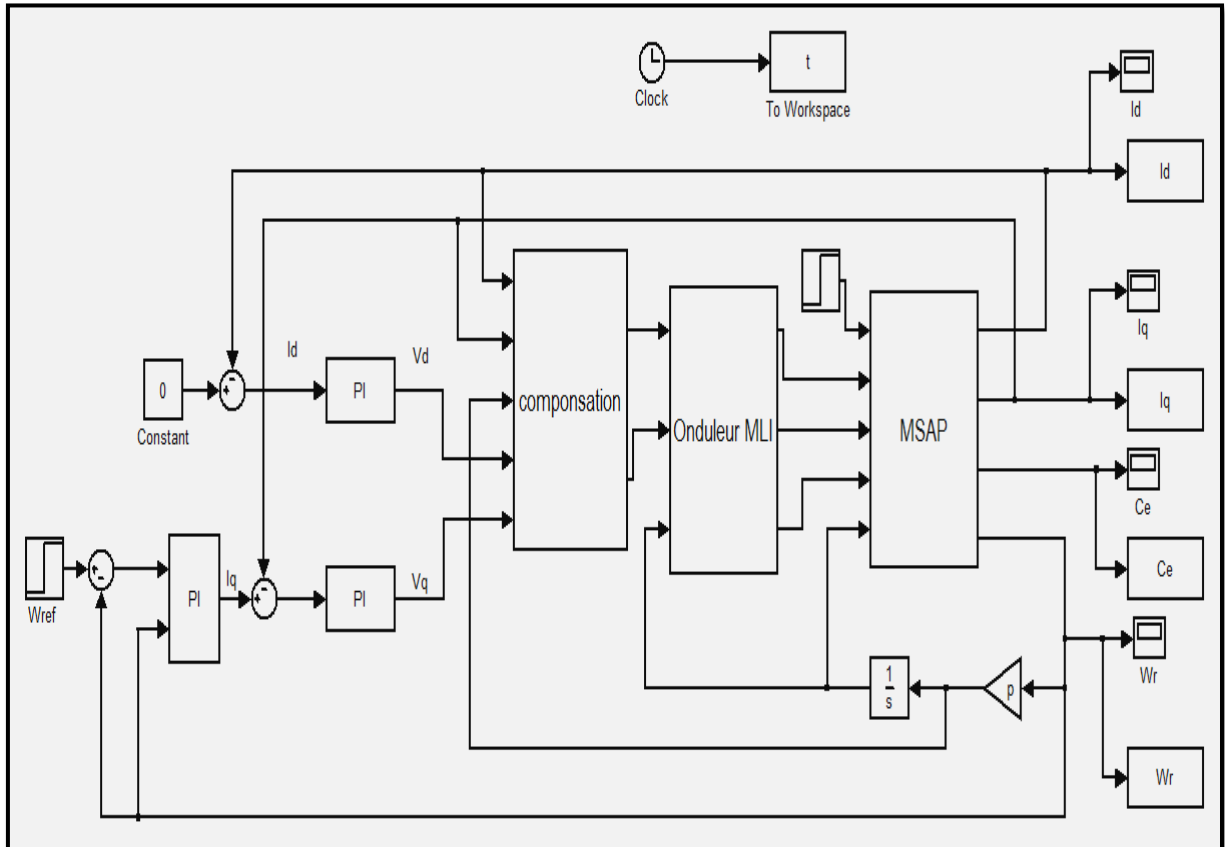 t
Clock
To Workspace
Id
Id
Iq
Iq
Ce
Ce
Wr
Wr
0
Constant
Id
PI
Vd
componsation
Onduleur MLI
MSAP
Wref
PI
Iq
PI
Vq
1
s
p